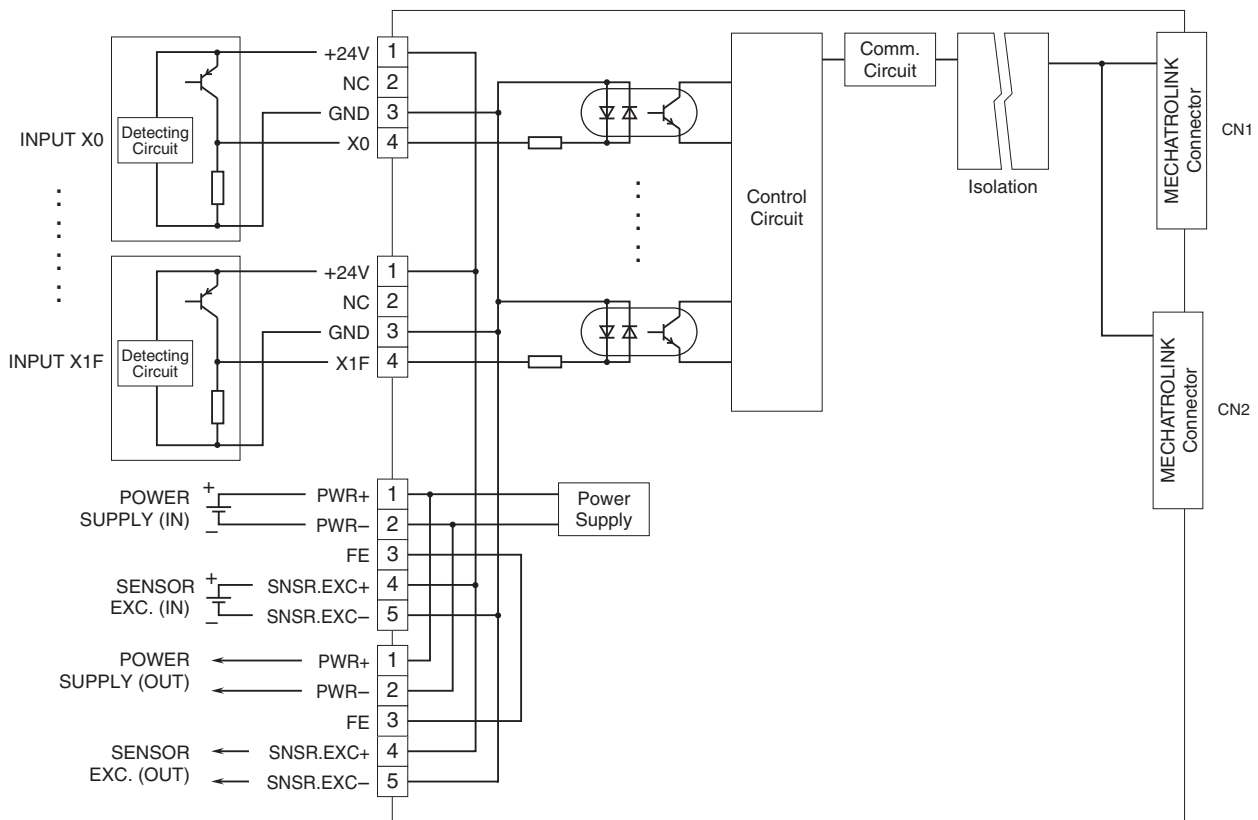 INPUT X0
Detecting
Circuit
+24V
1
NC
2
GND
3
X0
4
INPUT X1F
Detecting
Circuit
+24V
1
NC
2
GND
3
X1F
4
Control
Circuit
Comm.
Circuit
Isolation
MECHATROLINK
Connector
CN1
MECHATROLINK
Connector
CN2
POWER
SUPPLY (IN)
+
–
PWR+
1
PWR–
2
FE
3
Power
Supply
SENSOR
EXC. (IN)
+
–
SNSR.EXC+
4
SNSR.EXC–
5
POWER
SUPPLY (OUT)
PWR+
1
PWR–
2
FE
3
SENSOR
EXC. (OUT)
SNSR.EXC+
4
SNSR.EXC–
5